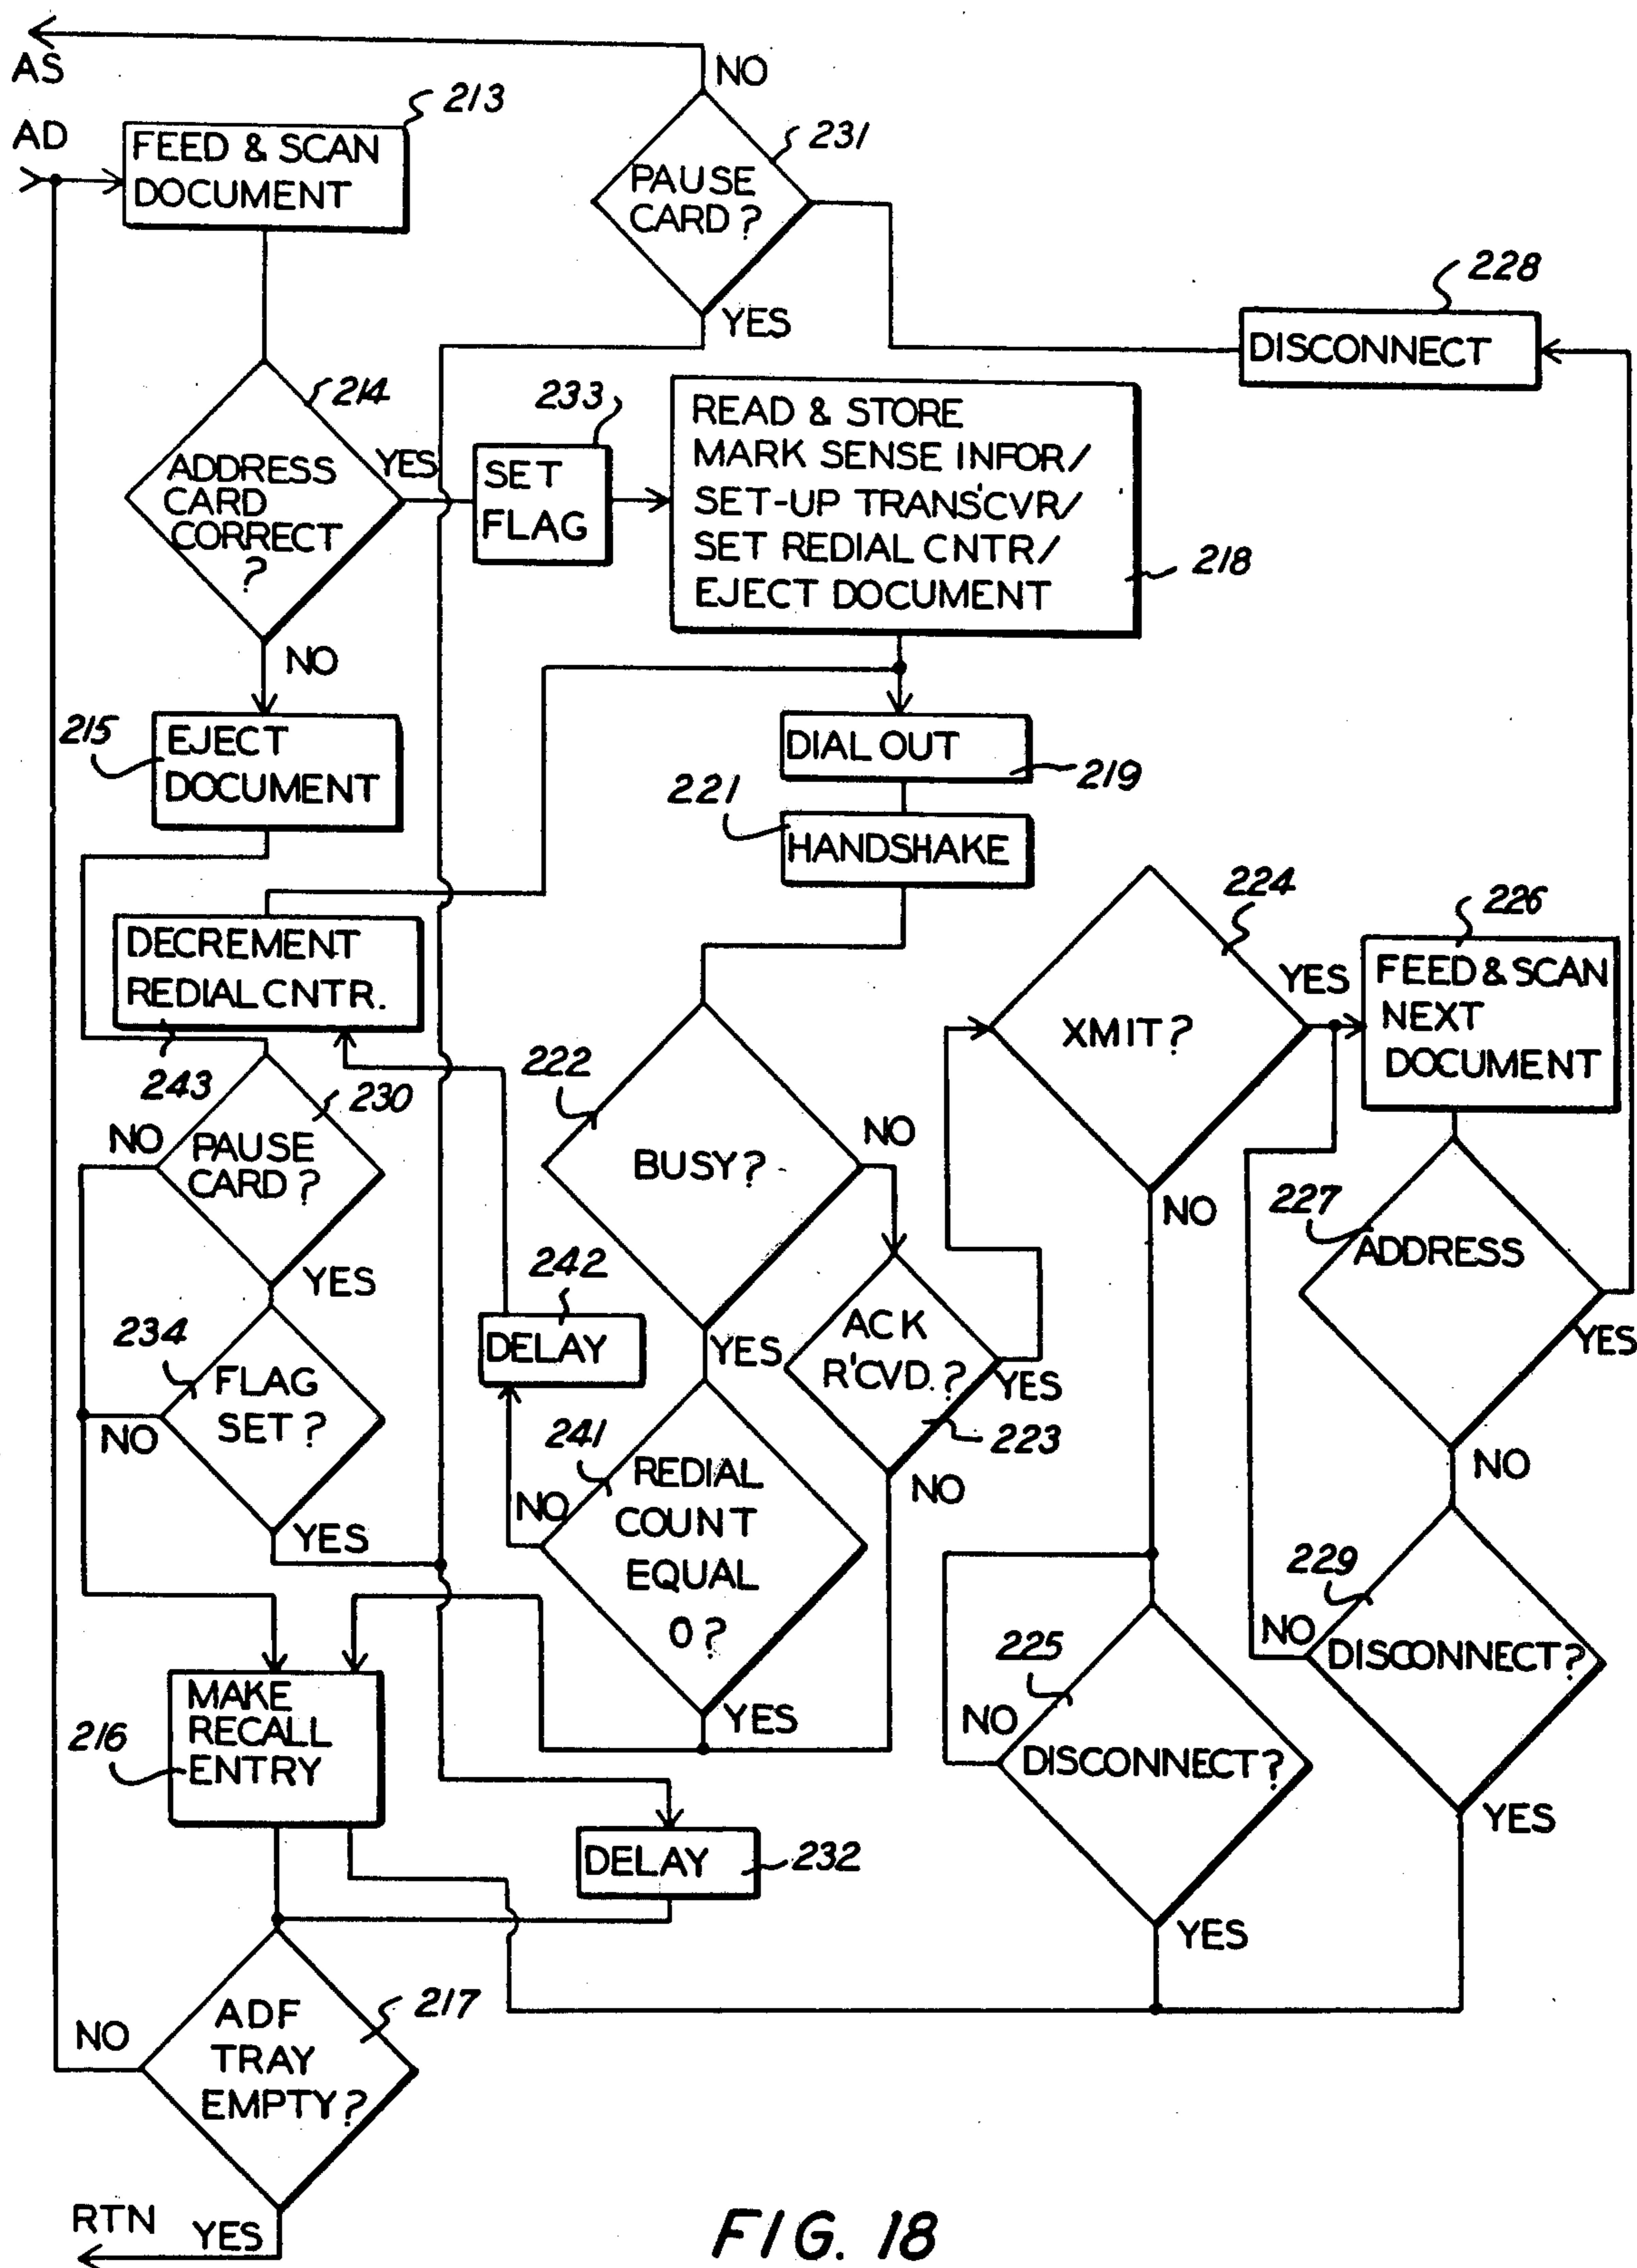 AS
NO
213
AD
FEED & SCAN
DOCUMENT
231
PAUSE
CARD?
YES
228
DISCONNECT
214
ADDRESS
CARD
CORRECT
?
YES
NO
233
SET
FLAG
READ & STORE
MARK SENSE INFOR/
SET-UP TRANS'CVR/
SET REDIAL CNTR/
EJECT DOCUMENT
218
215
EJECT
DOCUMENT
DIAL OUT
219
221
HANDSHAKE
DECREMENT
REDIAL CNTR.
243
224
XMIT?
YES
NO
226
FEED & SCAN
NEXT
DOCUMENT
222
BUSY?
NO
YES
230
PAUSE
CARD?
NO
YES
227
ADDRESS
YES
NO
242
DELAY
234
FLAG
SET?
NO
YES
ACK
R'CVD.?
YES
223
NO
241
REDIAL
COUNT
EQUAL
0?
NO
YES
229
DISCONNECT?
NO
YES
225
DISCONNECT?
NO
YES
MAKE
RECALL
ENTRY
216
DELAY
232
ADF
TRAY
EMPTY?
217
NO
RTN
YES
FIG. 18